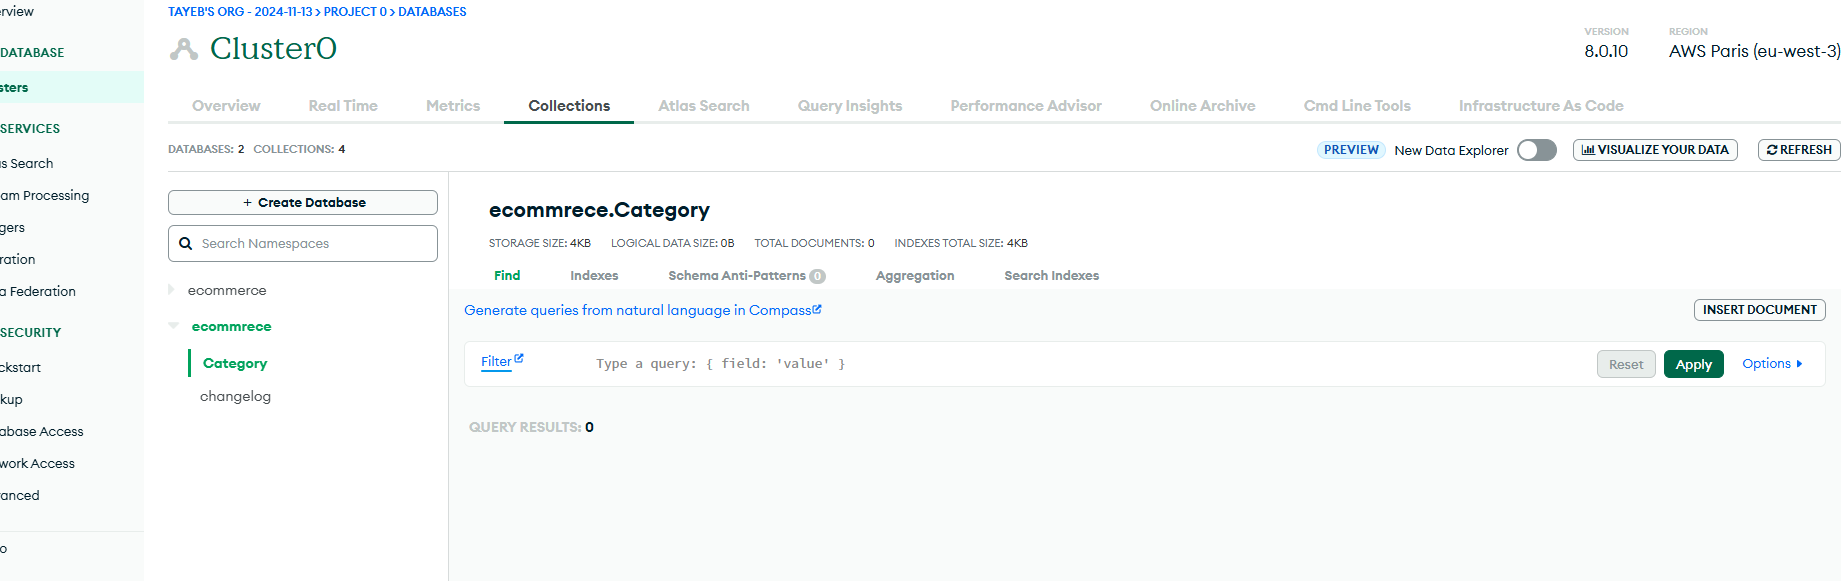 rview
DATABASE
sters
SERVICES
s Search
am Processing
gers
ration
a Federation
SECURITY
ckstart
kup
abase Access
work Access
anced
o
TAYEB'S ORG - 2024-11-13 > PROJECT 0 > DATABASES
Cluster0
VERSION
8.0.10
REGION
AWS Paris (eu-west-3)
Overview Real Time Metrics Collections Atlas Search Query Insights Performance Advisor Online Archive Cmd Line Tools Infrastructure As Code
DATABASES: 2 COLLECTIONS: 4
PREVIEW New Data Explorer VISUALIZE YOUR DATA REFRESH
+ Create Database
Search Namespaces
ecommerce
ecommrece
Category
changelog
ecommrece.Category
STORAGE SIZE: 4KB LOGICAL DATA SIZE: 0B TOTAL DOCUMENTS: 0 INDEXES TOTAL SIZE: 4KB
Find Indexes Schema Anti-Patterns 0 Aggregation Search Indexes
Generate queries from natural language in Compass
INSERT DOCUMENT
Filter Type a query: { field: 'value' } Reset Apply Options
QUERY RESULTS: 0